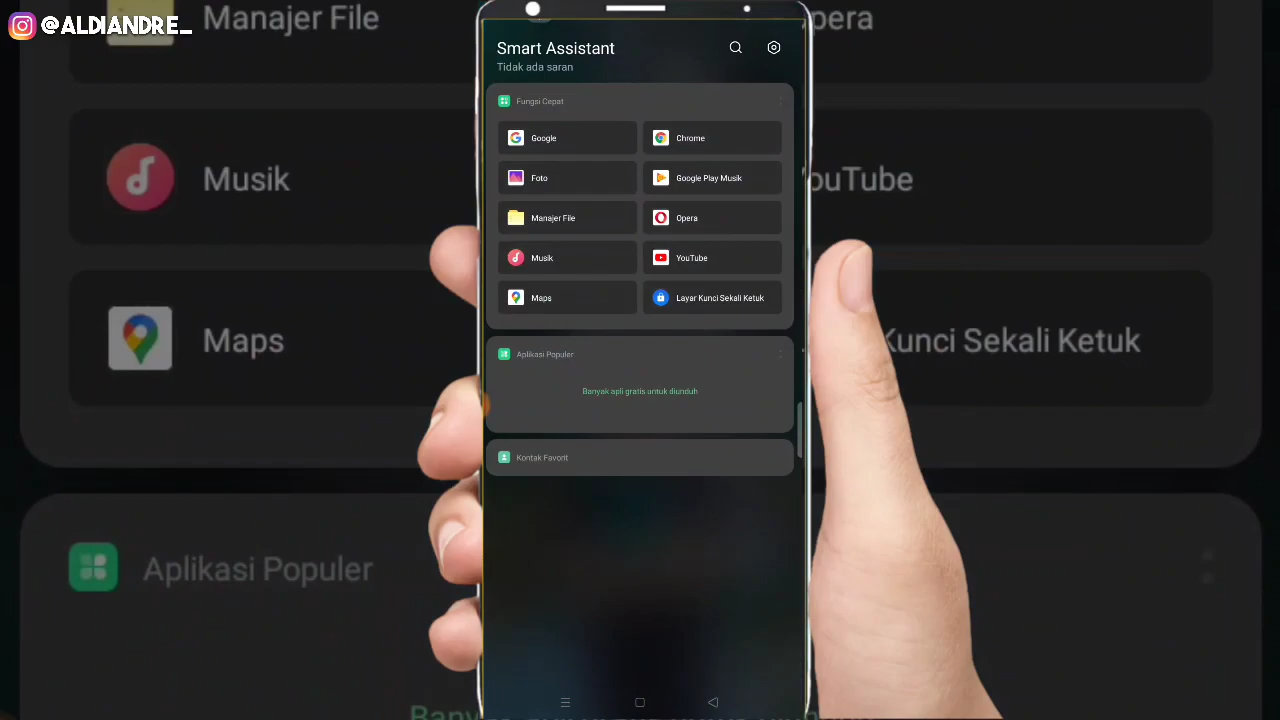 @ALDIANDRE_
Manajer File
Opera
Musik
YouTube
Maps
Kunci Sekali Ketuk
Aplikasi Populer
Smart Assistant
Tidak ada saran
Fungsi Cepat
Google
Chrome
Foto
Google Play Musik
Manajer File
Opera
Musik
YouTube
Maps
Layar Kunci Sekali Ketuk
Aplikasi Populer
Banyak apli gratis untuk diunduh
Kontak Favorit